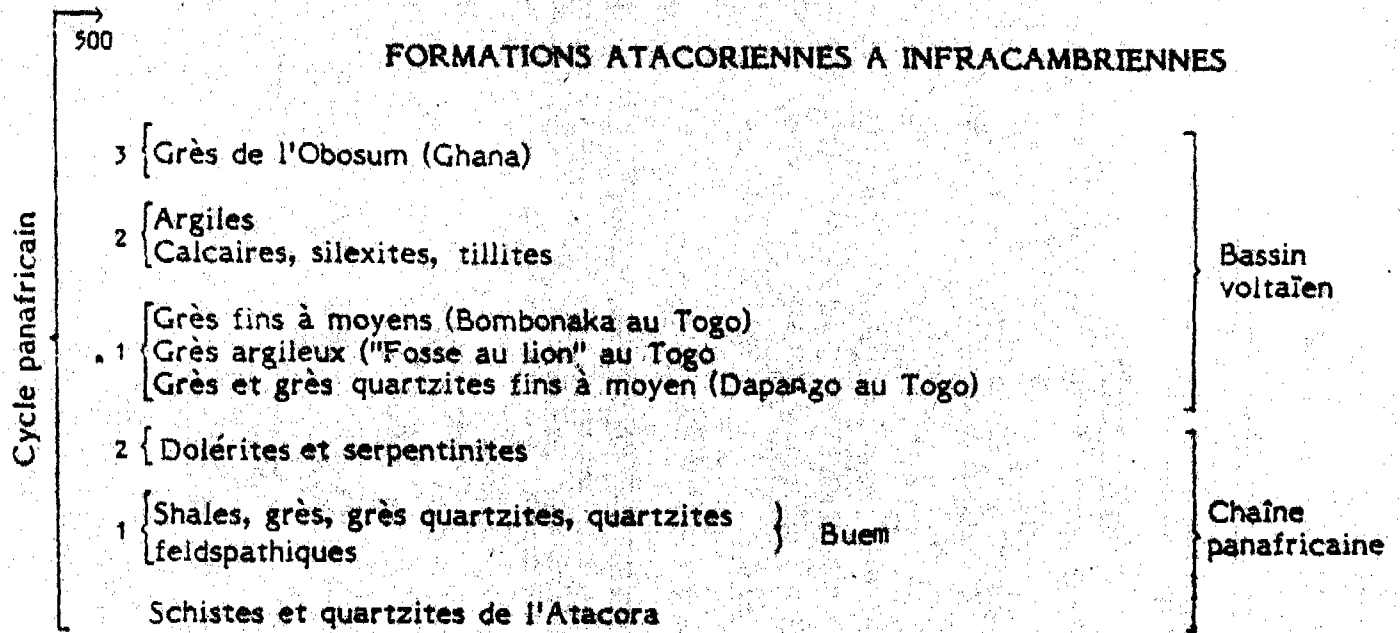 500
FORMATIONS ATACORIENNES A INFRACAMBRIENNES
3 Grès de l'Obosum (Ghana)
2 Argiles
Calcaires, silexites, tillites
Bassin
voltaïen
Grès fins à moyens (Bombonaka au Togo)
1 Grès argileux ("Fosse au lion" au Togo
Grès et grès quartzites fins à moyen (Dapango au Togo)
Cycle panafricain
2 Dolérites et serpentinites
1 Shales, grès, grès quartzites, quartzites
feldspathiques
Buem
Chaîne
panafricaine
Schistes et quartzites de l'Atacora